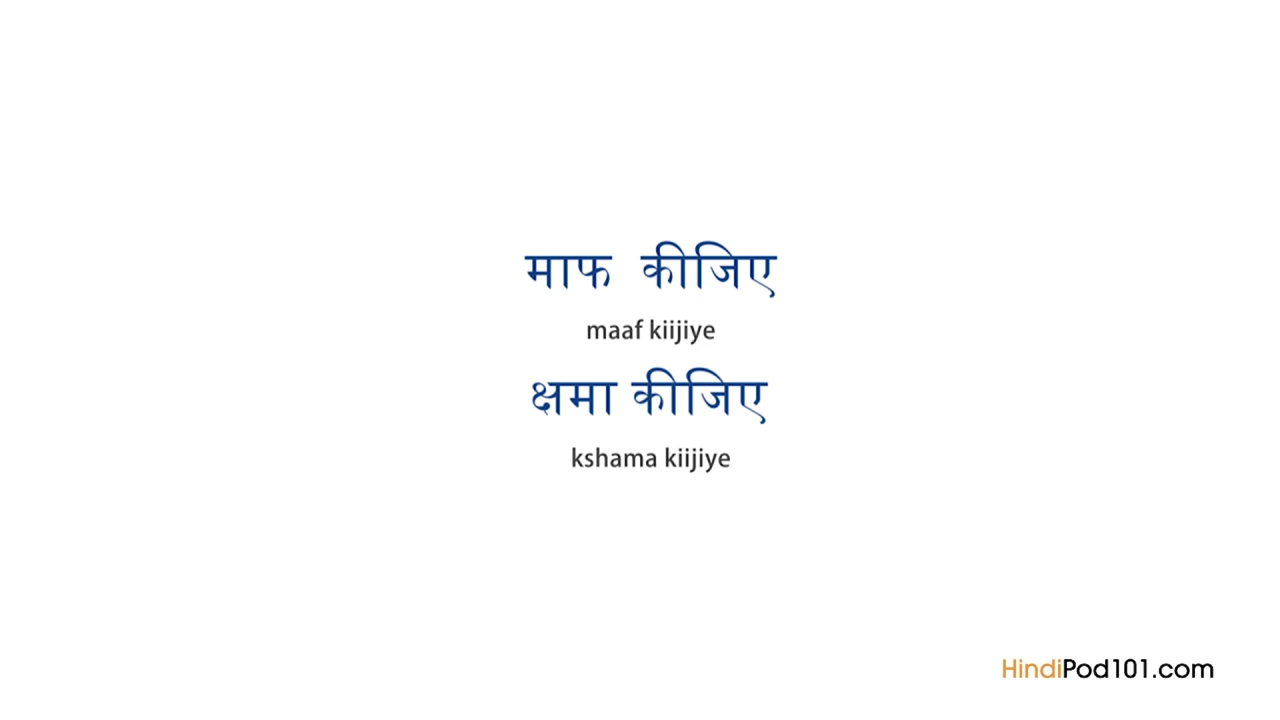 माफ कीजिए
maaf kiijiye
क्षमा कीजिए
kshama kiijiye
HindiPod101.com